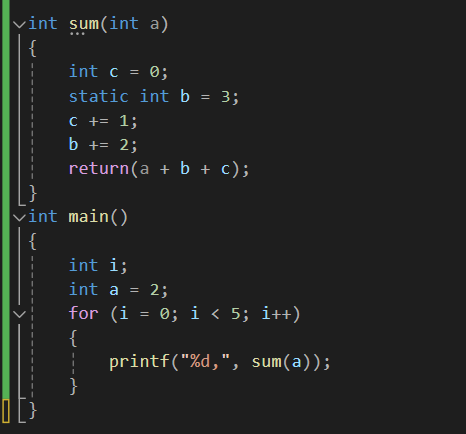 int sum(int a)
{
    int c = 0;
    static int b = 3;
    c += 1;
    b += 2;
    return(a + b + c);
}
int main()
{
    int i;
    int a = 2;
    for (i = 0; i < 5; i++)
    {
        printf("%d,", sum(a));
    }
}